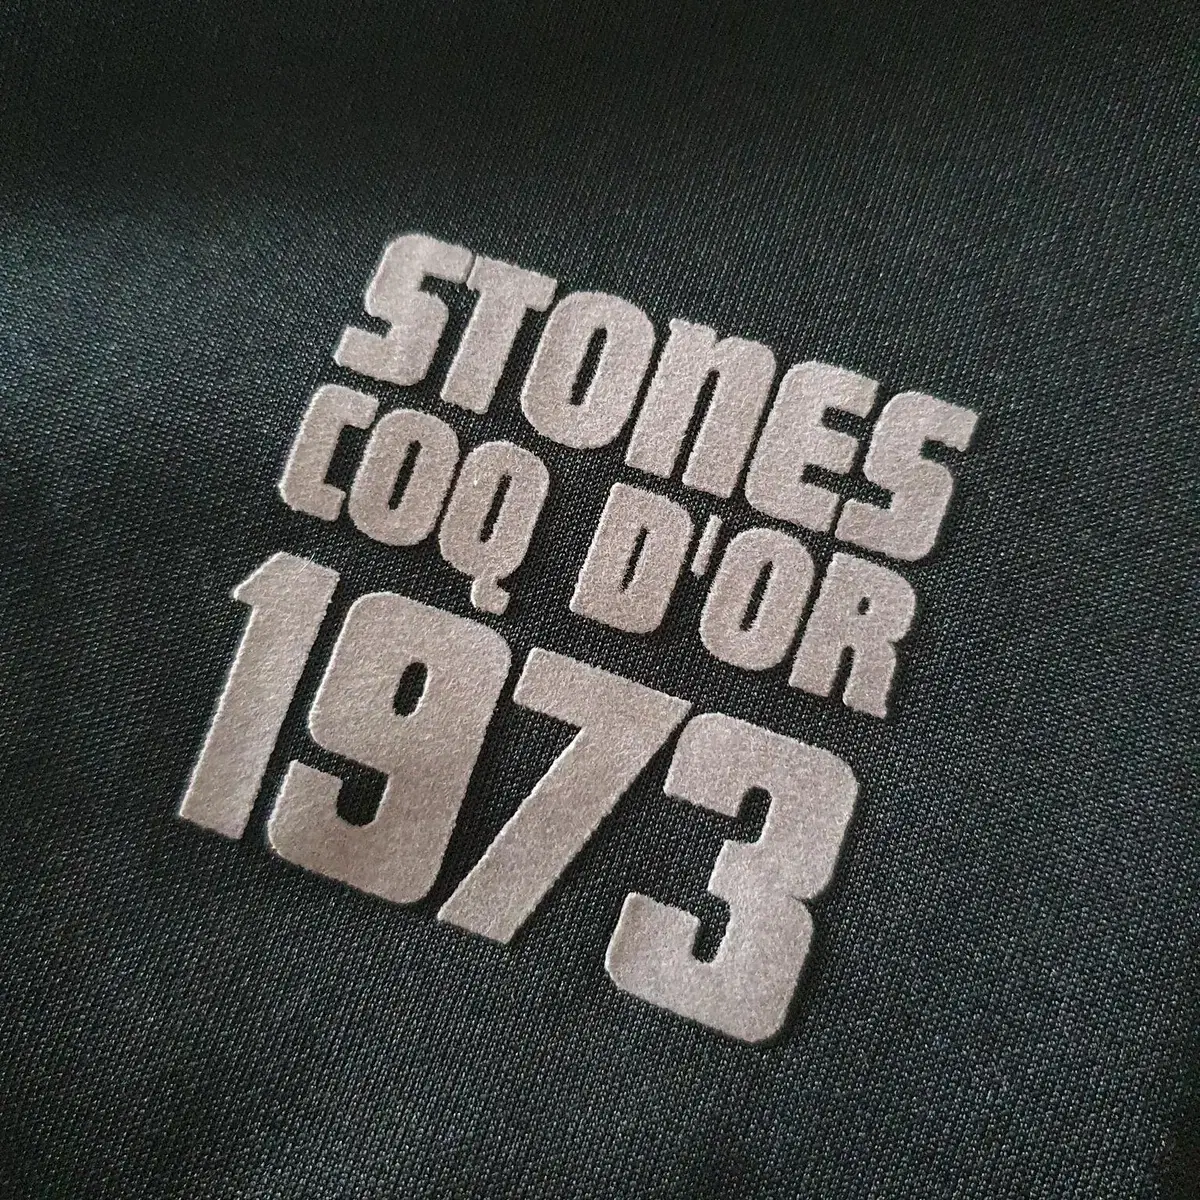 STONES
COQ D'OR
1973